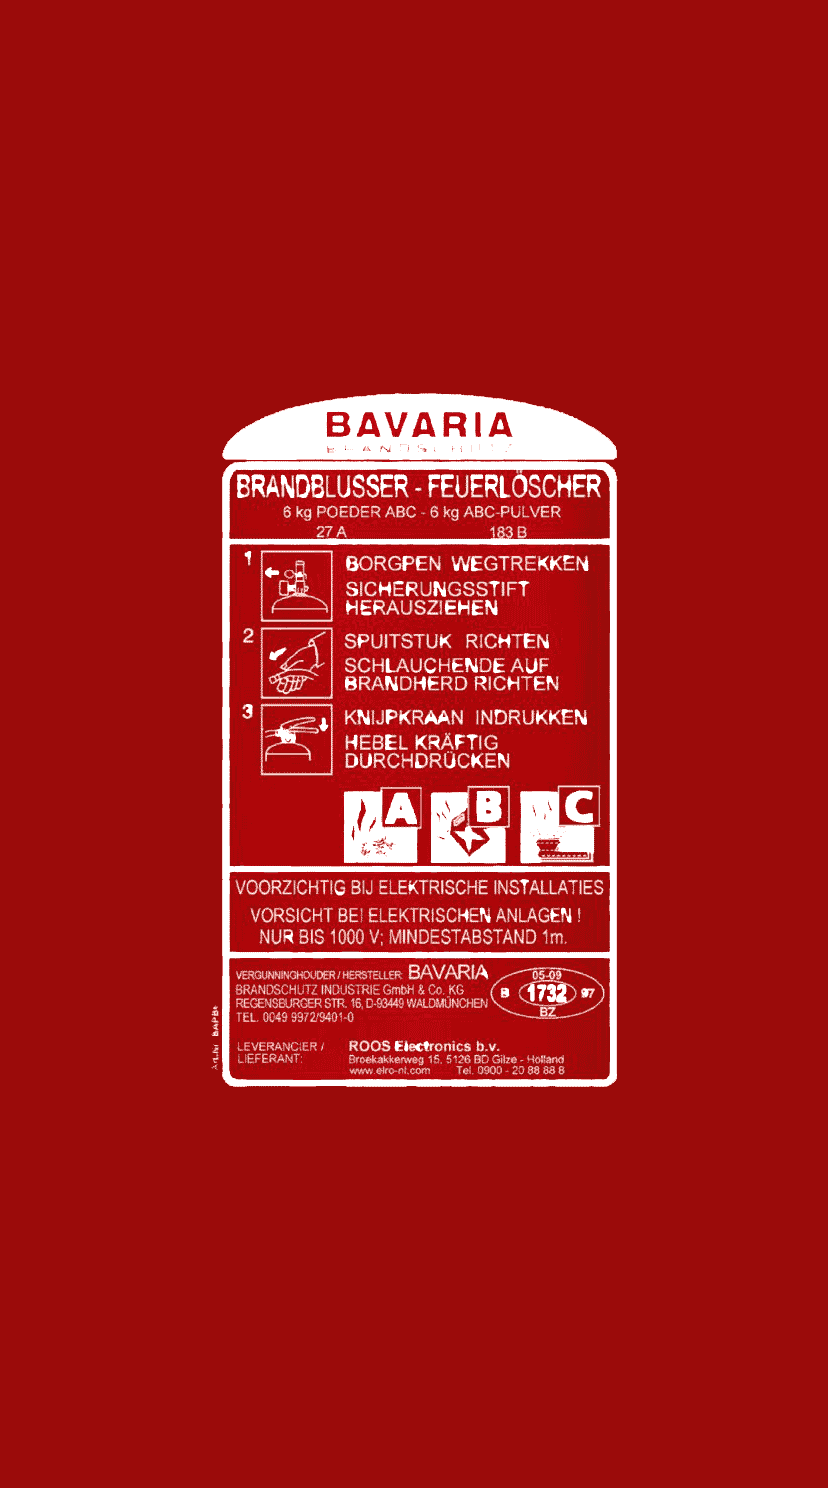 BAVARIA
BRANDSCHUTZ
BRANDBLUSSER - FEUERLÖSCHER
6 kg POEDER ABC - 6 kg ABC-PULVER
27 A 183 B
1 BORGPEN WEGTREKKEN
SICHERUNGSSTIFT
HERAUSZIEHEN
2 SPUITSTUK RICHTEN
SCHLAUCHENDE AUF
BRANDHERD RICHTEN
3 KNIJPKRAAN INDRUKKEN
HEBEL KRÄFTIG
DURCHDRÜCKEN
A B C
VOORZICHTIG BIJ ELEKTRISCHE INSTALLATIES
VORSICHT BEI ELEKTRISCHEN ANLAGEN !
NUR BIS 1000 V; MINDESTABSTAND 1m.
VERGUNNINGHOUDER / HERSTELLER: BAVARIA
BRANDSCHUTZ INDUSTRIE GmbH & Co. KG
REGENSBURGER STR. 16, D-93449 WALDMÜNCHEN
TEL. 0049 9972/9401-0
05-09
B 1732 97
BZ
LEVERANCIER /
LIEFERANT:
ROOS Electronics b.v.
Broekakkerweg 15, 5126 BD Gilze - Holland
www.elro-nl.com Tel. 0900 - 20 88 88 8
Art.Nr BAPB+